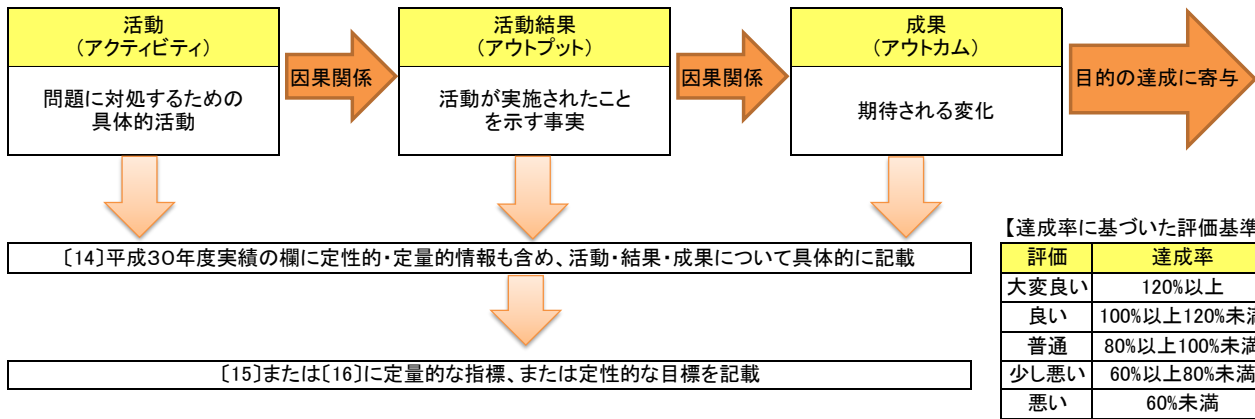 活動
（アクティビティ）
問題に対処するための
具体的活動
因果関係
活動結果
（アウトプット）
活動が実施されたこと
を示す事実
因果関係
成果
（アウトカム）
期待される変化
目的の達成に寄与
〔14〕平成30年度実績の欄に定性的・定量的情報も含め、活動・結果・成果について具体的に記載
〔15〕または〔16〕に定量的な指標、または定性的な目標を記載
【達成率に基づいた評価基準
評価 達成率
大変良い 120%以上
良い 100%以上120%未満
普通 80%以上100%未満
少し悪い 60%以上80%未満
悪い 60%未満